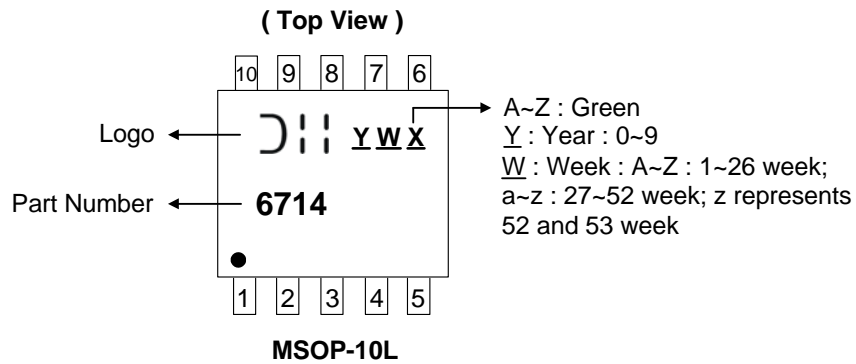 ( Top View )
10 9 8 7 6
Logo
Y W X
A~Z : Green
Y : Year : 0~9
W : Week : A~Z : 1~26 week;
a~z : 27~52 week; z represents
52 and 53 week
Part Number
6714
1 2 3 4 5
MSOP-10L